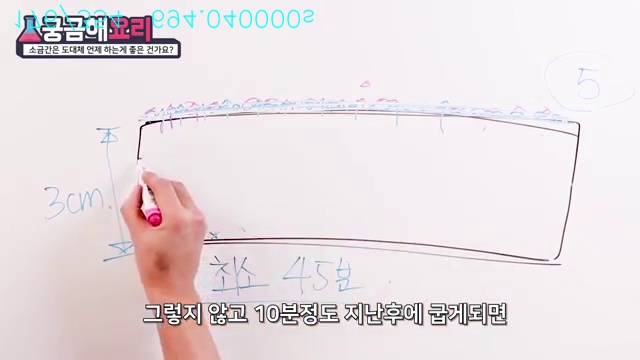 694.040000s
궁금해요리
소금간은 도대체 언제 하는게 좋은 건가요?
5
3cm.
최소 45분
그렇지 않고 10분정도 지난후에 굽게되면